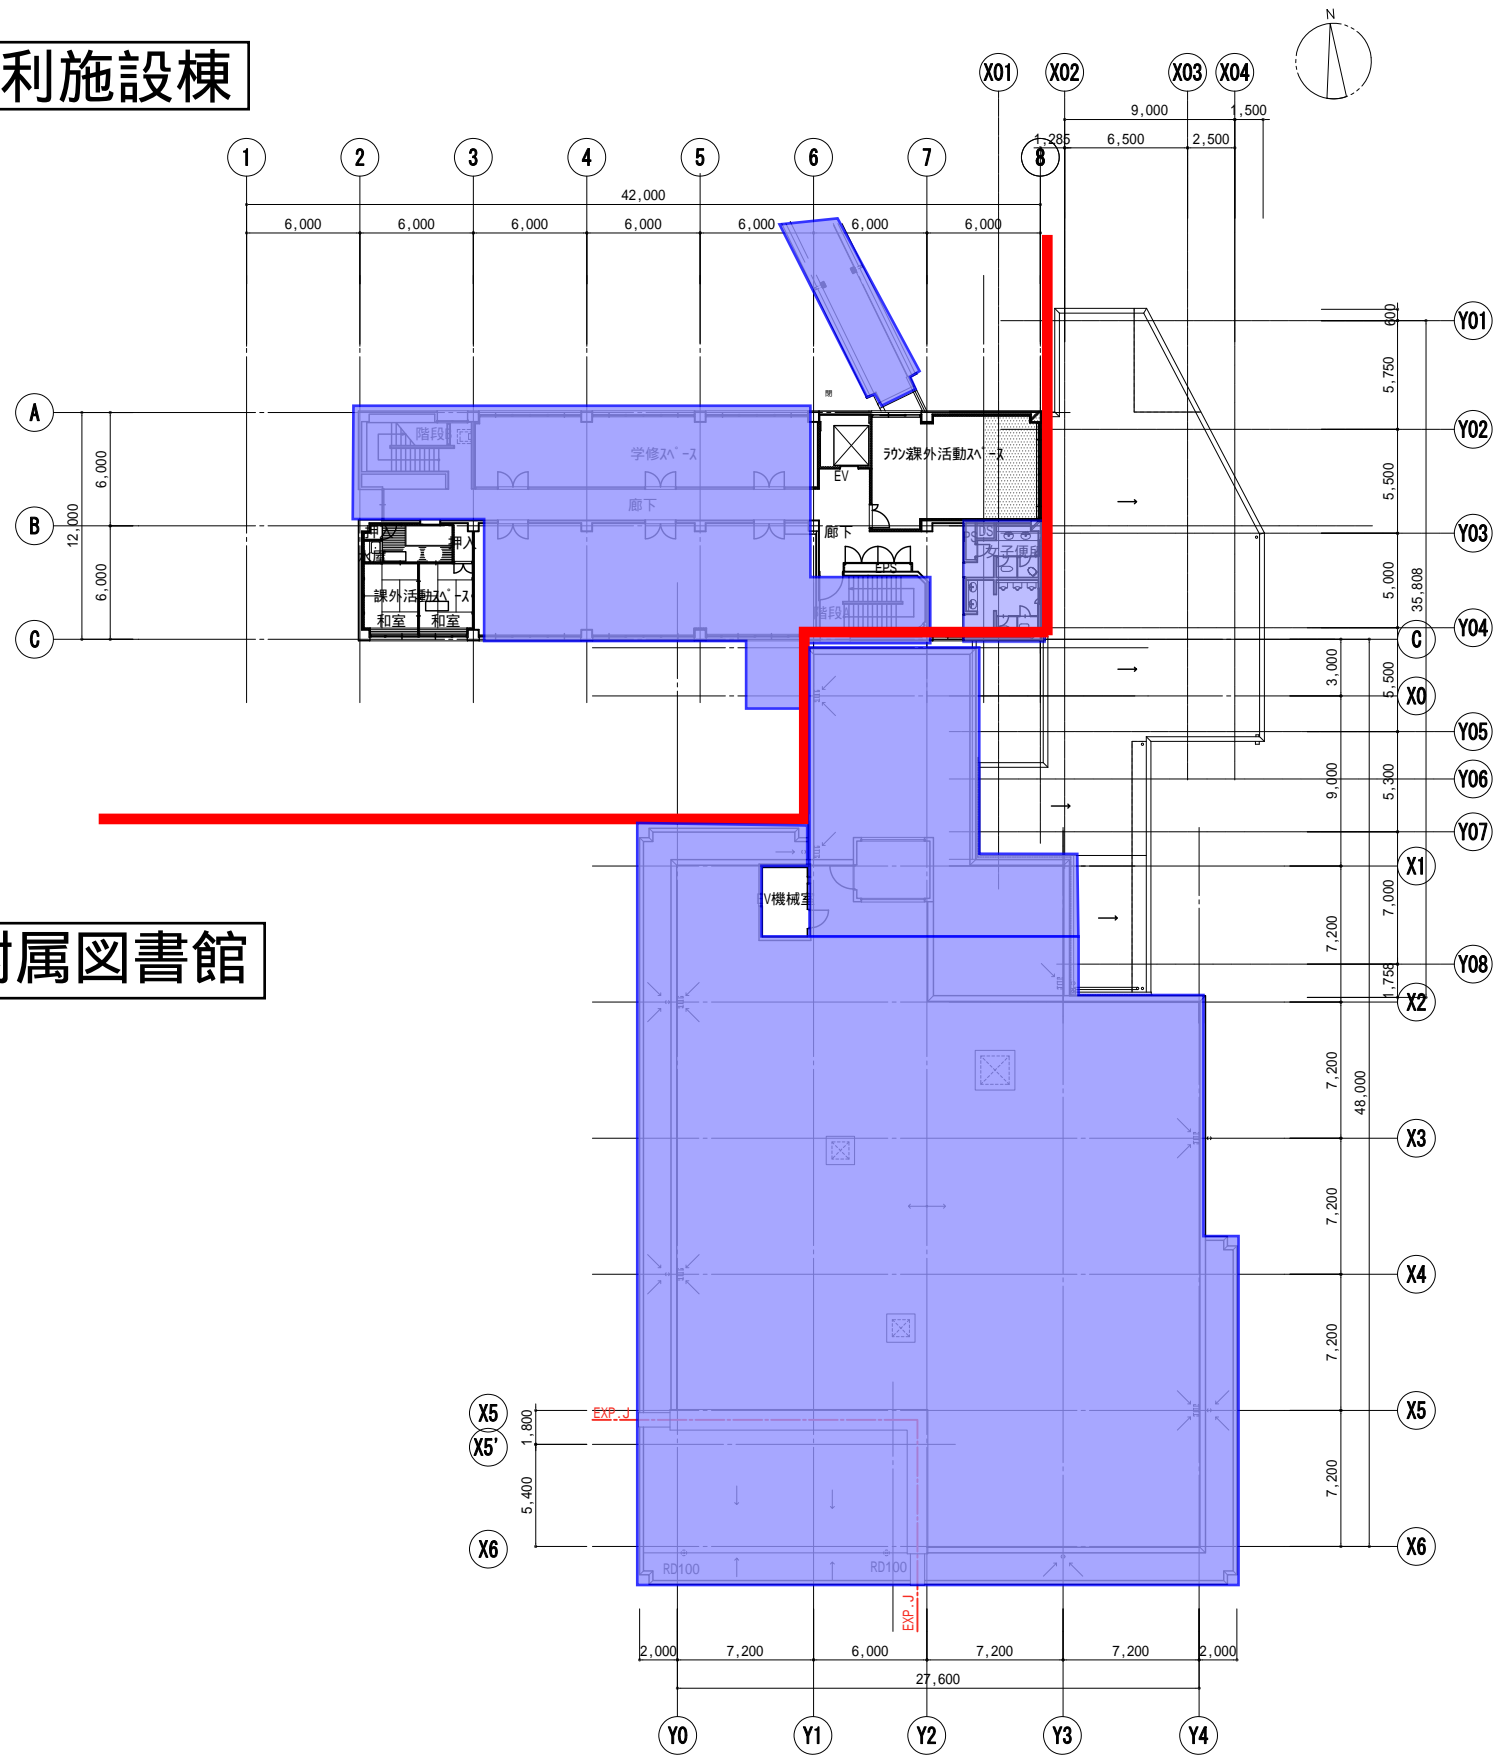 利施設棟
N
X01 X02 X03 X04
9,000 1,500
1,285 6,500 2,500
1 2 3 4 5 6 7 8
42,000
6,000 6,000 6,000 6,000 6,000 6,000 6,000
A
B
C
6,000
6,000
12,000
階段
学修スペース
廊下
EV
ラウンジ
課外活動スペース
廊下
EPS
階段A
PS
DS
女子便所
押入
押入
課外活動スペース
和室 和室
閉
Y01
Y02
Y03
Y04
C
X0
Y05
Y06
Y07
X1
Y08
X2
X3
X4
X5
X6
600
5,750
5,500
5,000
5,500
5,300
7,000
1,758
35,808
3,000
9,000
7,200
7,200
7,200
7,200
7,200
48,000
EV機械室
附属図書館
X5
X5'
X6
1,800
5,400
EXP.J
EXP.J
RD100 RD100
2,000 7,200 6,000 7,200 7,200 2,000
27,600
Y0 Y1 Y2 Y3 Y4